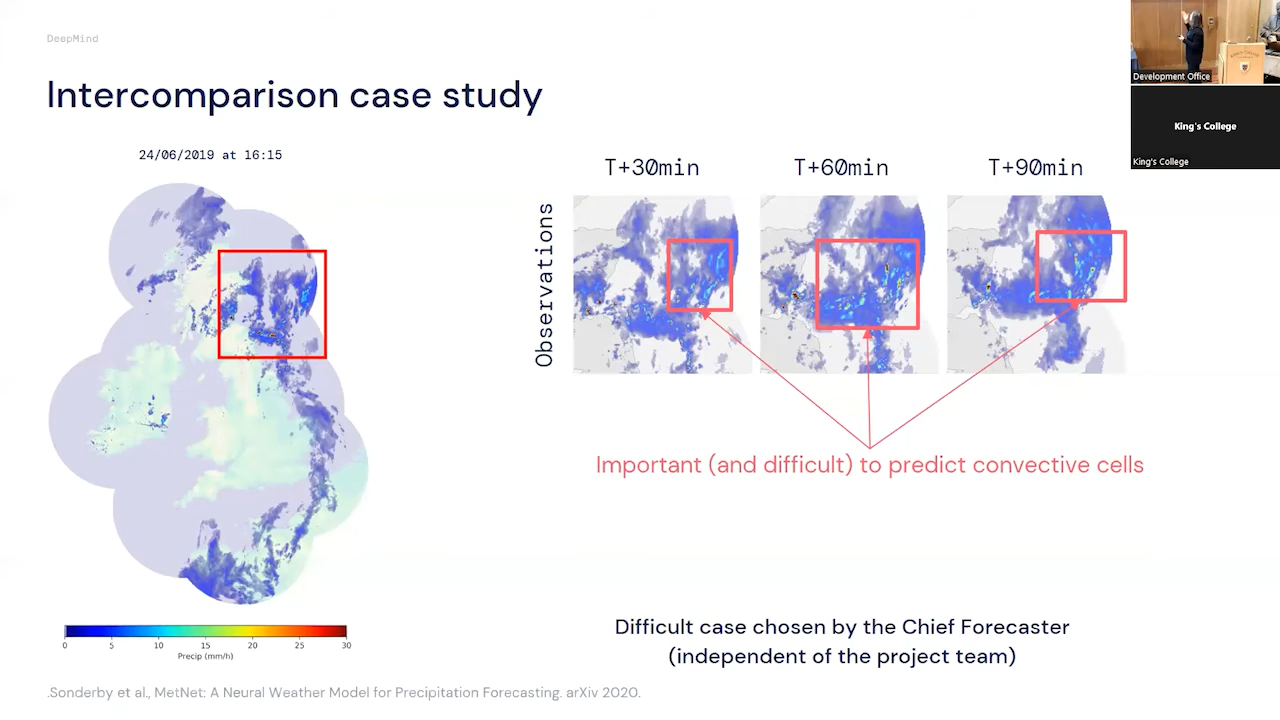 DeepMind
Intercomparison case study
24/06/2019 at 16:15
T+30min
T+60min
T+90min
Observations
Important (and difficult) to predict convective cells
Difficult case chosen by the Chief Forecaster
(independent of the project team)
0 5 10 15 20 25 30
Precip (mm/h)
.Sonderby et al., MetNet: A Neural Weather Model for Precipitation Forecasting. arXiv 2020.
Development Office
King's College
King's College